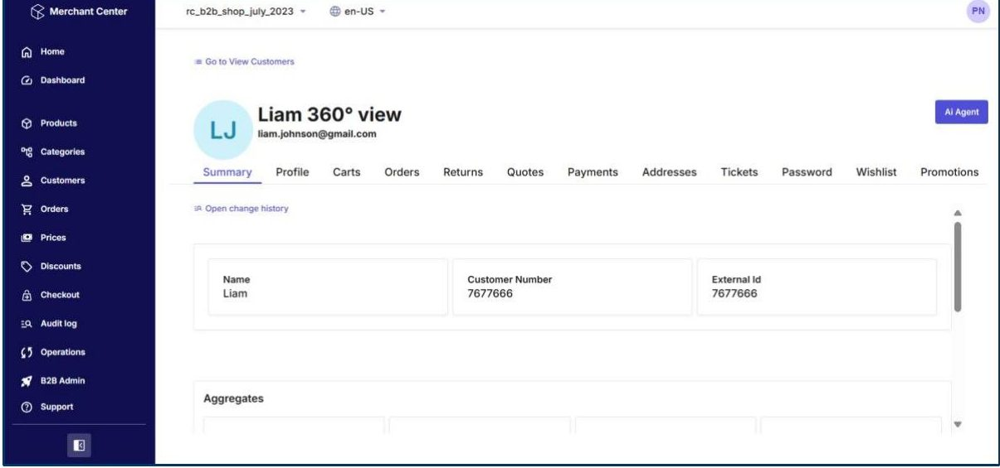 Merchant Center
rc_b2b_shop_july_2023
en-US
PN
Home
Dashboard
Products
Categories
Customers
Orders
Prices
Discounts
Checkout
Audit log
Operations
B2B Admin
Support
Go to View Customers
LJ
Liam 360° view
liam.johnson@gmail.com
Ai Agent
Summary Profile Carts Orders Returns Quotes Payments Addresses Tickets Password Wishlist Promotions
Open change history
Name
Liam
Customer Number
7677666
External Id
7677666
Aggregates